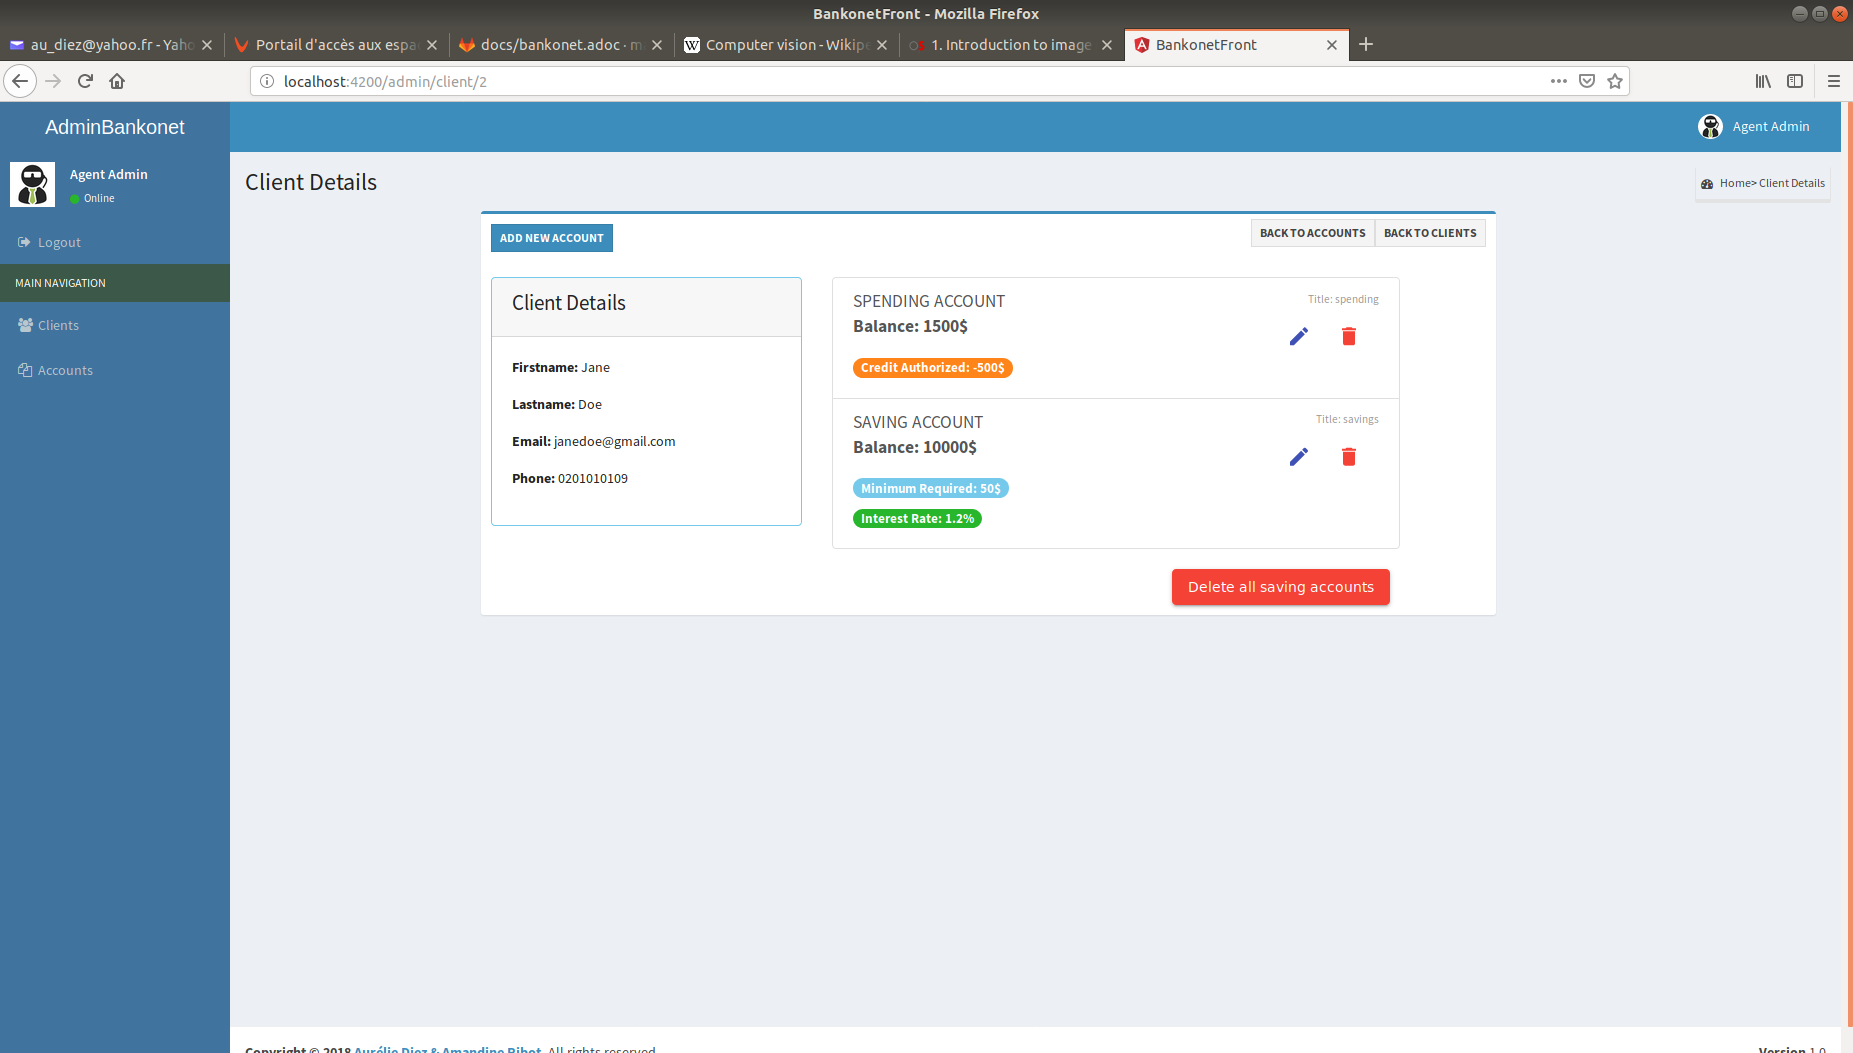 BankonetFront - Mozilla Firefox
au_diez@yahoo.fr - Yaho
Portail d'accès aux espa
docs/bankonet.adoc · m
Computer vision - Wikipe
1. Introduction to image
BankonetFront
localhost:4200/admin/client/2
AdminBankonet
Agent Admin
Agent Admin
Online
Logout
MAIN NAVIGATION
Clients
Accounts
Client Details
Home> Client Details
ADD NEW ACCOUNT
BACK TO ACCOUNTS
BACK TO CLIENTS
Client Details
Firstname: Jane
Lastname: Doe
Email: janedoe@gmail.com
Phone: 0201010109
SPENDING ACCOUNT
Title: spending
Balance: 1500$
Credit Authorized: -500$
SAVING ACCOUNT
Title: savings
Balance: 10000$
Minimum Required: 50$
Interest Rate: 1.2%
Delete all saving accounts
Copyright © 2018 Aurélie Diez & Amandine Ribot. All rights reserved.
Version 1.0